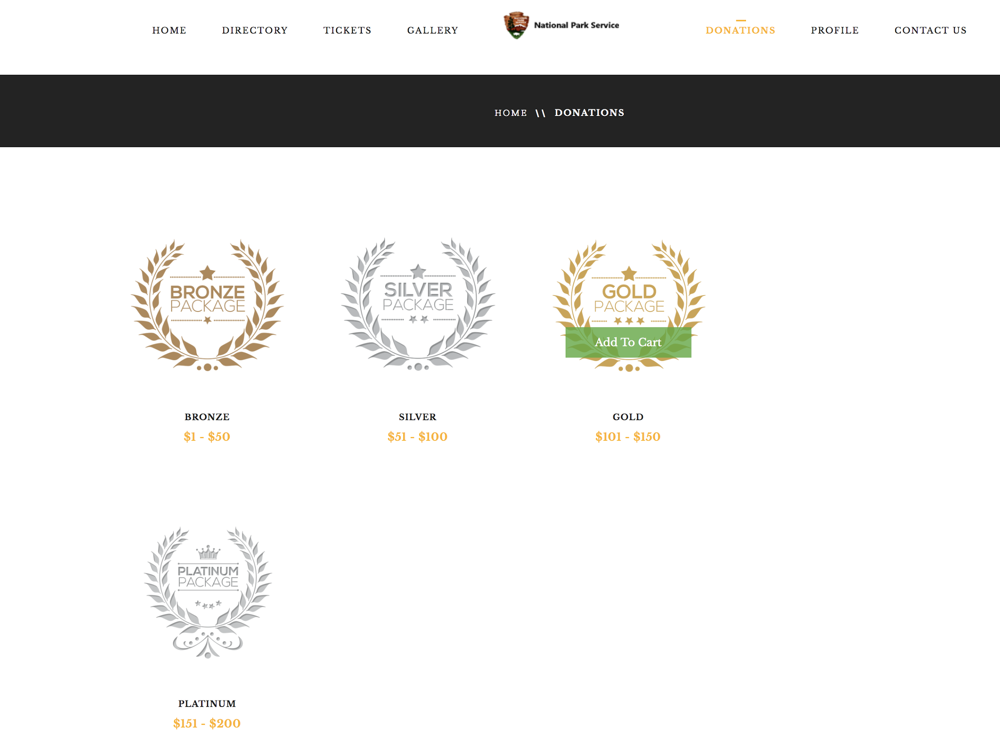 HOME DIRECTORY TICKETS GALLERY National Park Service DONATIONS PROFILE CONTACT US
HOME \\ DONATIONS
BRONZE
PACKAGE
SILVER
PACKAGE
GOLD
PACKAGE
Add To Cart
BRONZE
$1 - $50
SILVER
$51 - $100
GOLD
$101 - $150
PLATINUM
PACKAGE
PLATINUM
$151 - $200